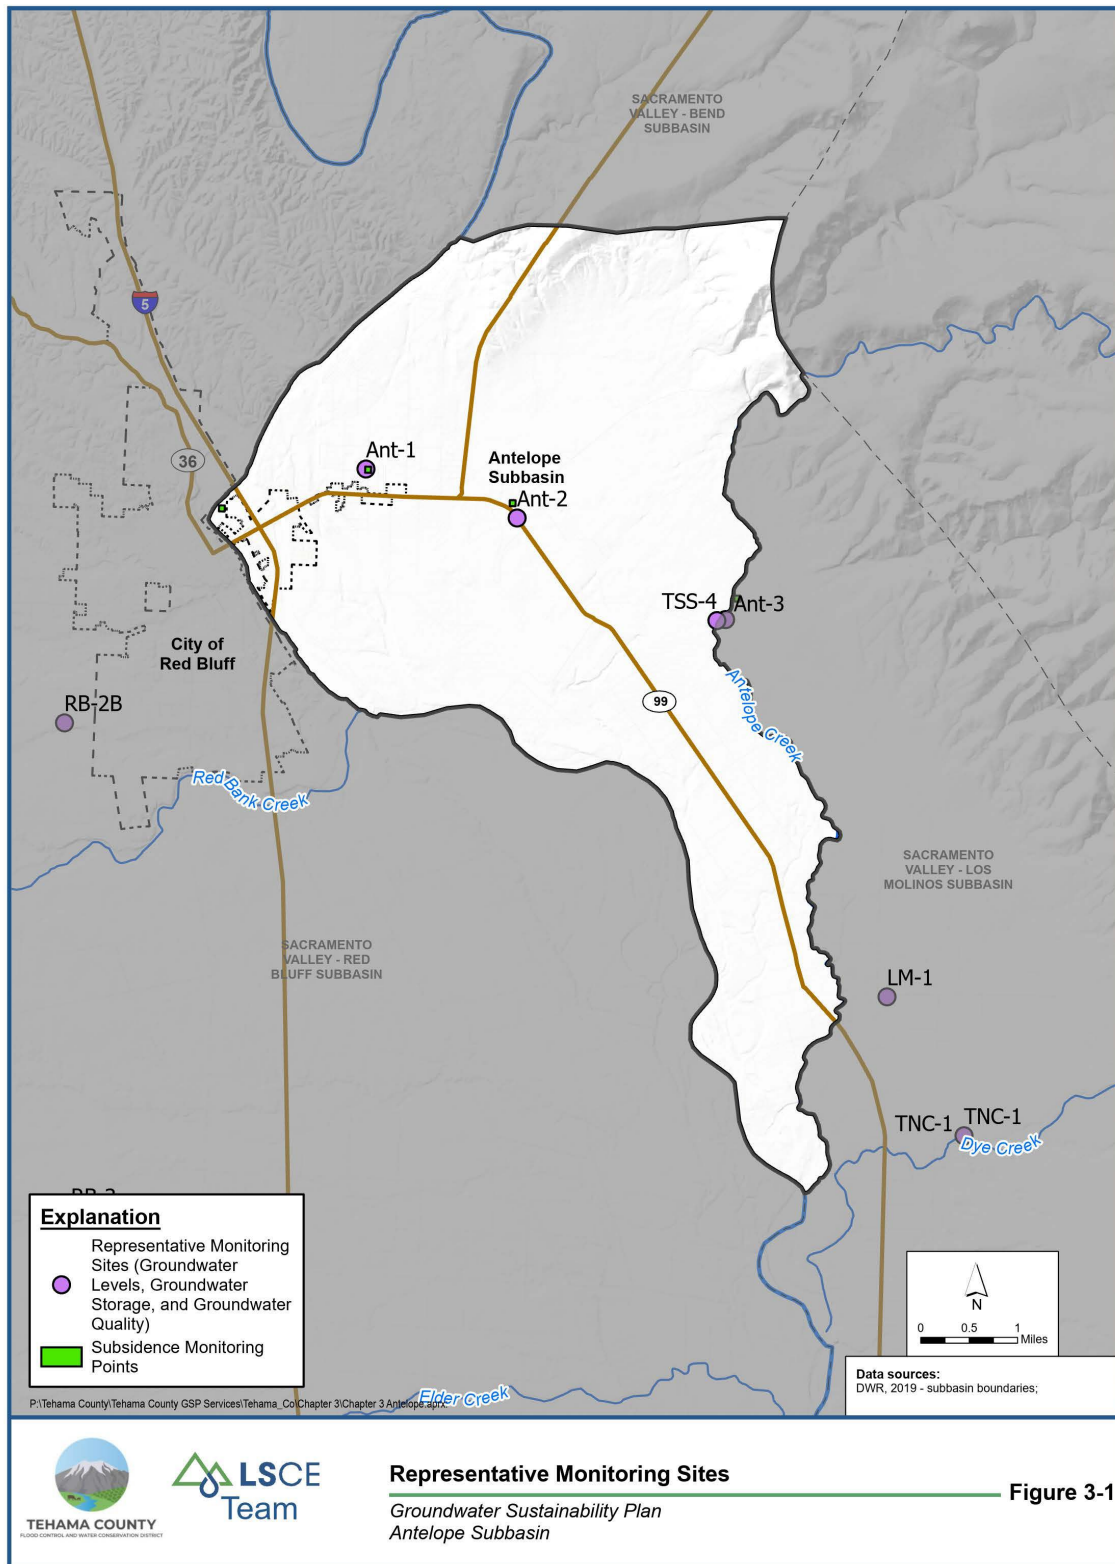 SACRAMENTO
VALLEY - BEND
SUBBASIN
5
36
Ant-1
Antelope
Subbasin
Ant-2
TSS-4
Ant-3
City of
Red Bluff
RB-2B
99
Antelope Creek
Red Bank Creek
SACRAMENTO
VALLEY - LOS
MOLINOS SUBBASIN
SACRAMENTO
VALLEY - RED
BLUFF SUBBASIN
LM-1
TNC-1
TNC-1
Dye Creek
Explanation
Representative Monitoring
Sites (Groundwater
Levels, Groundwater
Storage, and Groundwater
Quality)
Subsidence Monitoring
Points
N
0 0.5 1
Miles
Data sources:
DWR, 2019 - subbasin boundaries;
Elder Creek
P:\Tehama County\Tehama County GSP Services\Tehama_Co\Chapter 3\Chapter 3 Antelope.aprx
TEHAMA COUNTY
FLOOD CONTROL AND WATER CONSERVATION DISTRICT
LSCE
Team
Representative Monitoring Sites
Groundwater Sustainability Plan
Antelope Subbasin
Figure 3-1